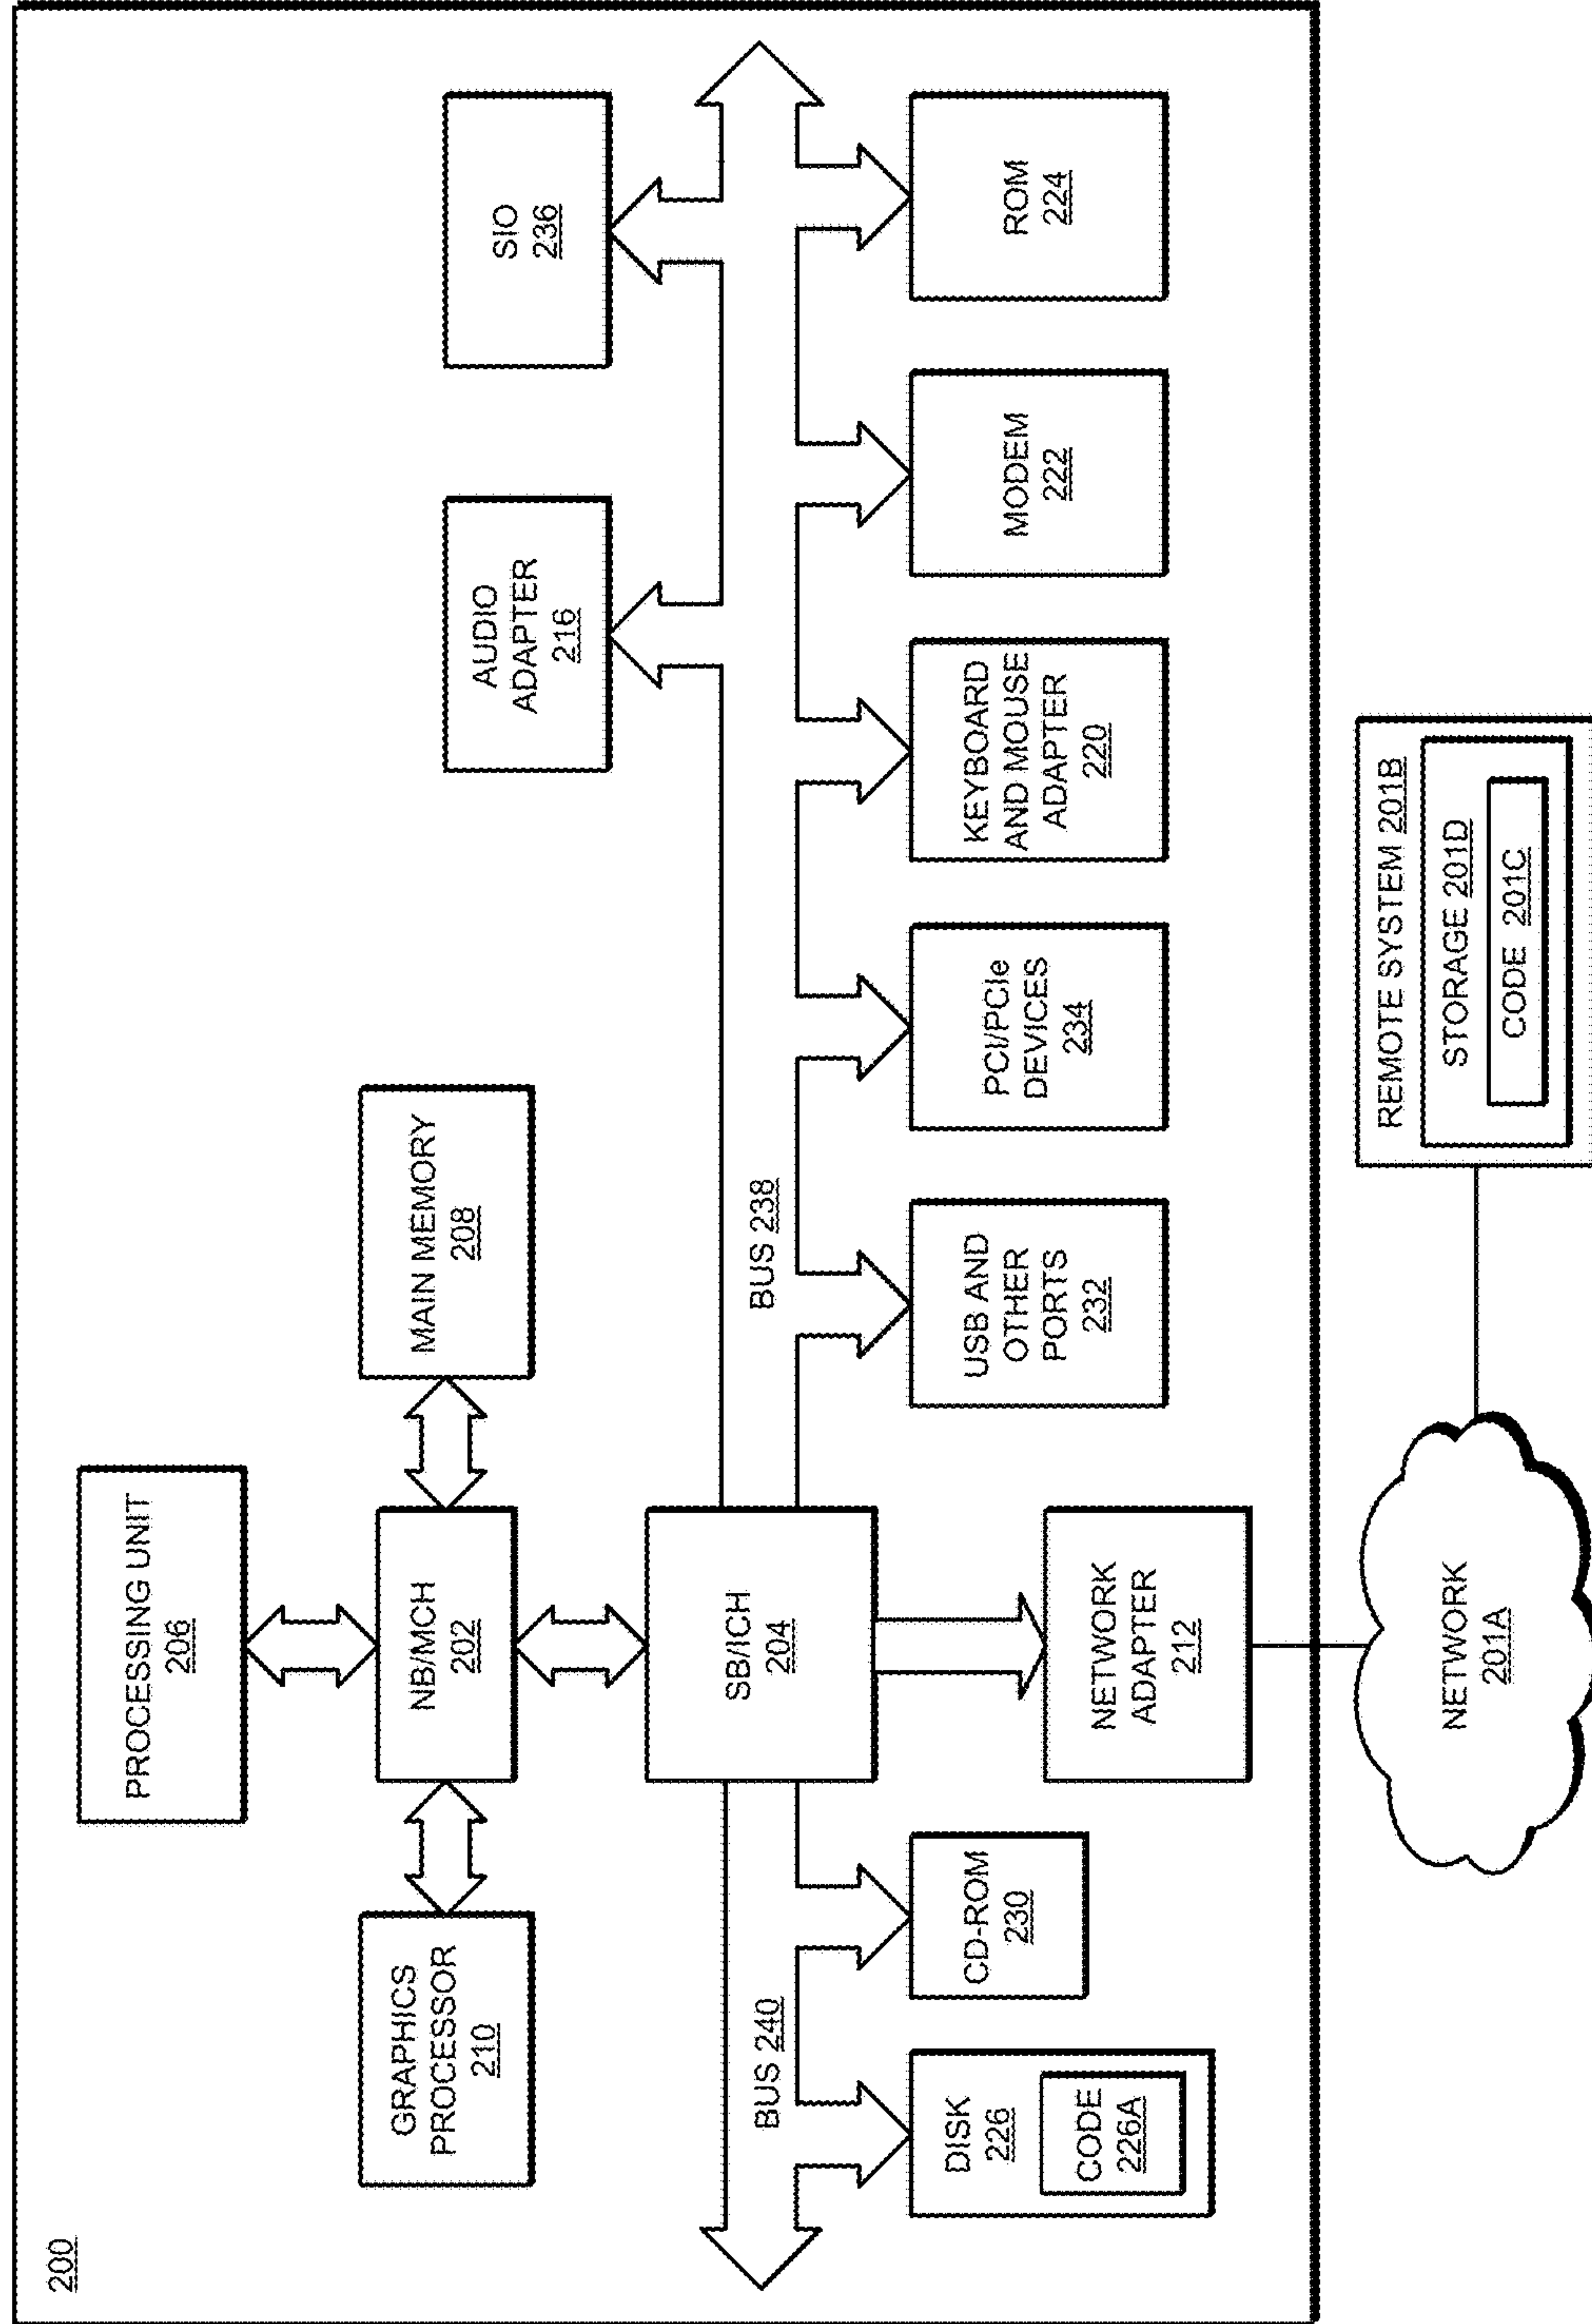 200
PROCESSING UNIT
206
GRAPHICS
PROCESSOR
210
NB/MCH
202
MAIN MEMORY
208
AUDIO
ADAPTER
216
SIO
236
SB/ICH
204
BUS 240
BUS 238
DISK
226
CODE
226A
CD-ROM
230
NETWORK
ADAPTER
212
USB AND
OTHER
PORTS
232
PCI/PCIe
DEVICES
234
KEYBOARD
AND MOUSE
ADAPTER
220
MODEM
222
ROM
224
NETWORK
201A
REMOTE SYSTEM 201B
STORAGE 201D
CODE 201C